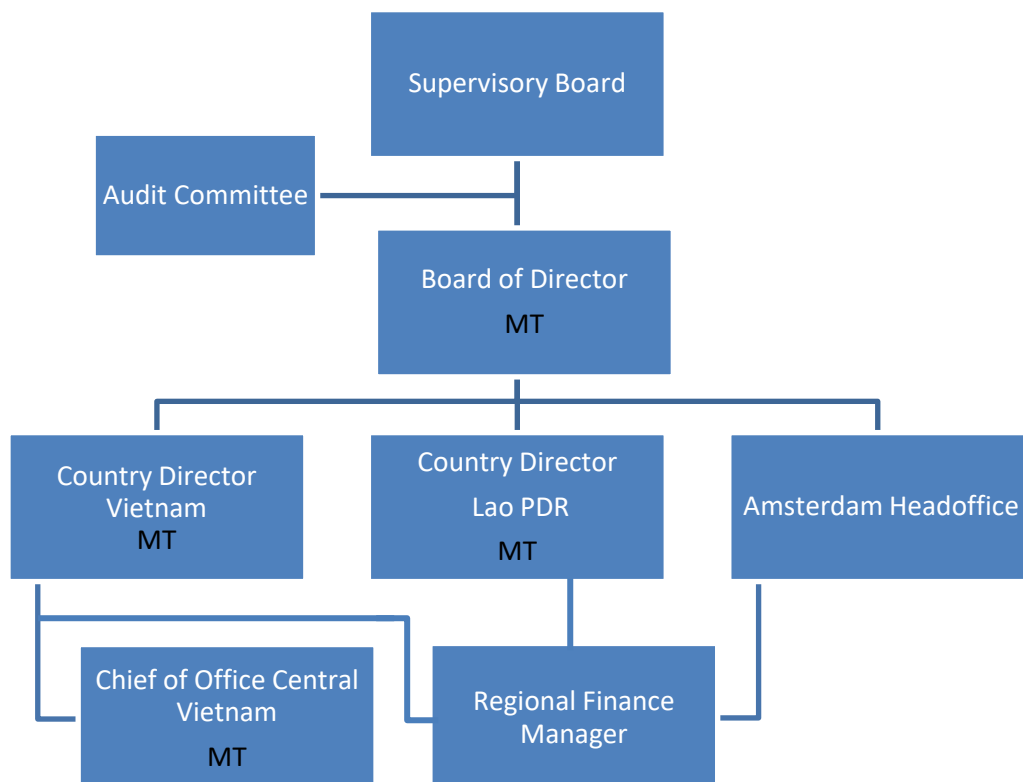 Supervisory Board
Audit Committee
Board of Director
MT
Country Director
Vietnam
MT
Country Director
Lao PDR
MT
Amsterdam Headoffice
Chief of Office Central
Vietnam
MT
Regional Finance
Manager